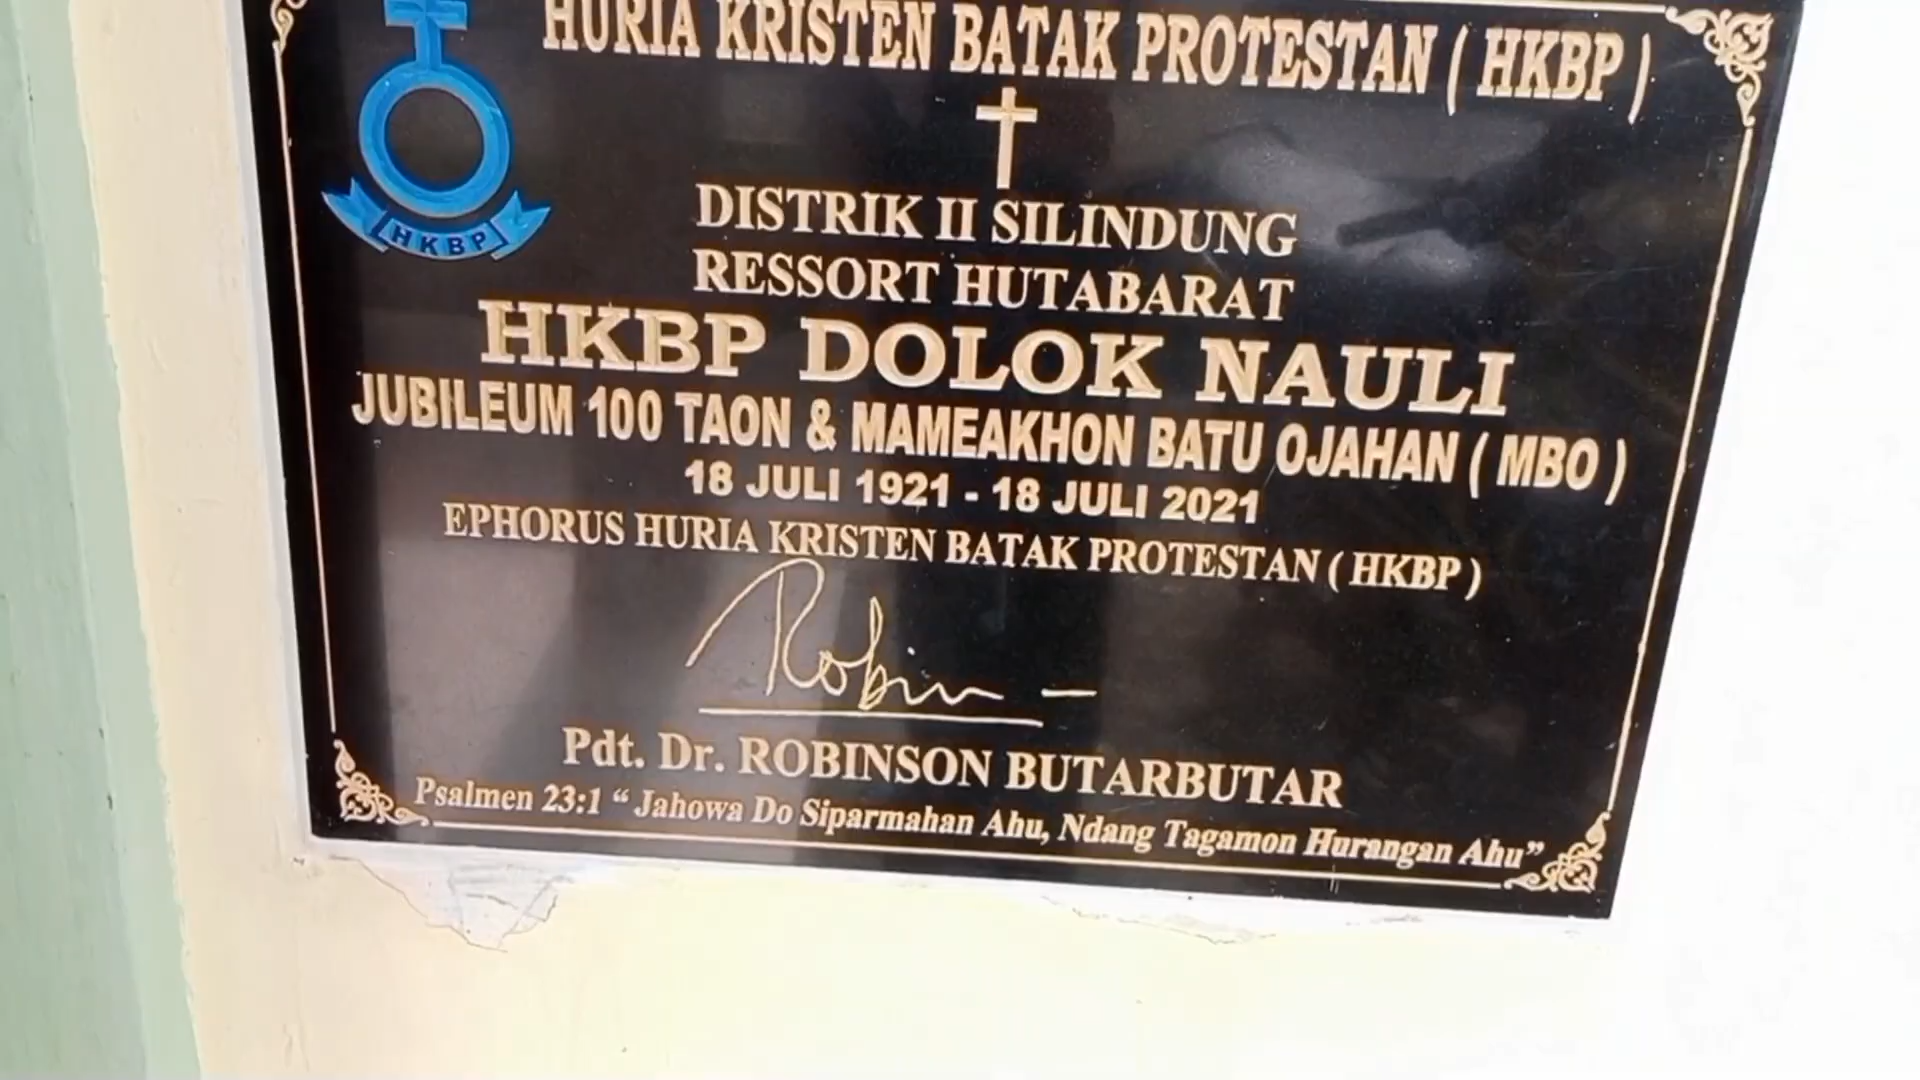 HURIA KRISTEN BATAK PROTESTAN ( HKBP )
HKBP
DISTRIK II SILINDUNG
RESSORT HUTABARAT
HKBP DOLOK NAULI
JUBILEUM 100 TAON & MAMEAKHON BATU OJAHAN ( MBO )
18 JULI 1921 - 18 JULI 2021
EPHORUS HURIA KRISTEN BATAK PROTESTAN ( HKBP )
Robin
Pdt. Dr. ROBINSON BUTARBUTAR
Psalmen 23:1 “ Jahowa Do Siparmahan Ahu, Ndang Tagamon Hurangan Ahu”